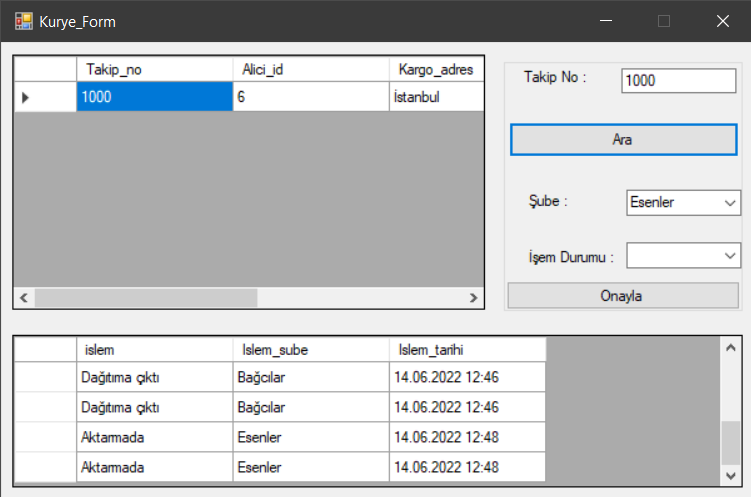 Kurye_Form
Takip_no Alici_id Kargo_adres
1000 6 İstanbul
Takip No : 1000
Ara
Şube : Esenler
İşem Durumu :
Onayla
islem Islem_sube Islem_tarihi
Dağıtıma çıktı Bağcılar 14.06.2022 12:46
Dağıtıma çıktı Bağcılar 14.06.2022 12:46
Aktarmada Esenler 14.06.2022 12:48
Aktarmada Esenler 14.06.2022 12:48